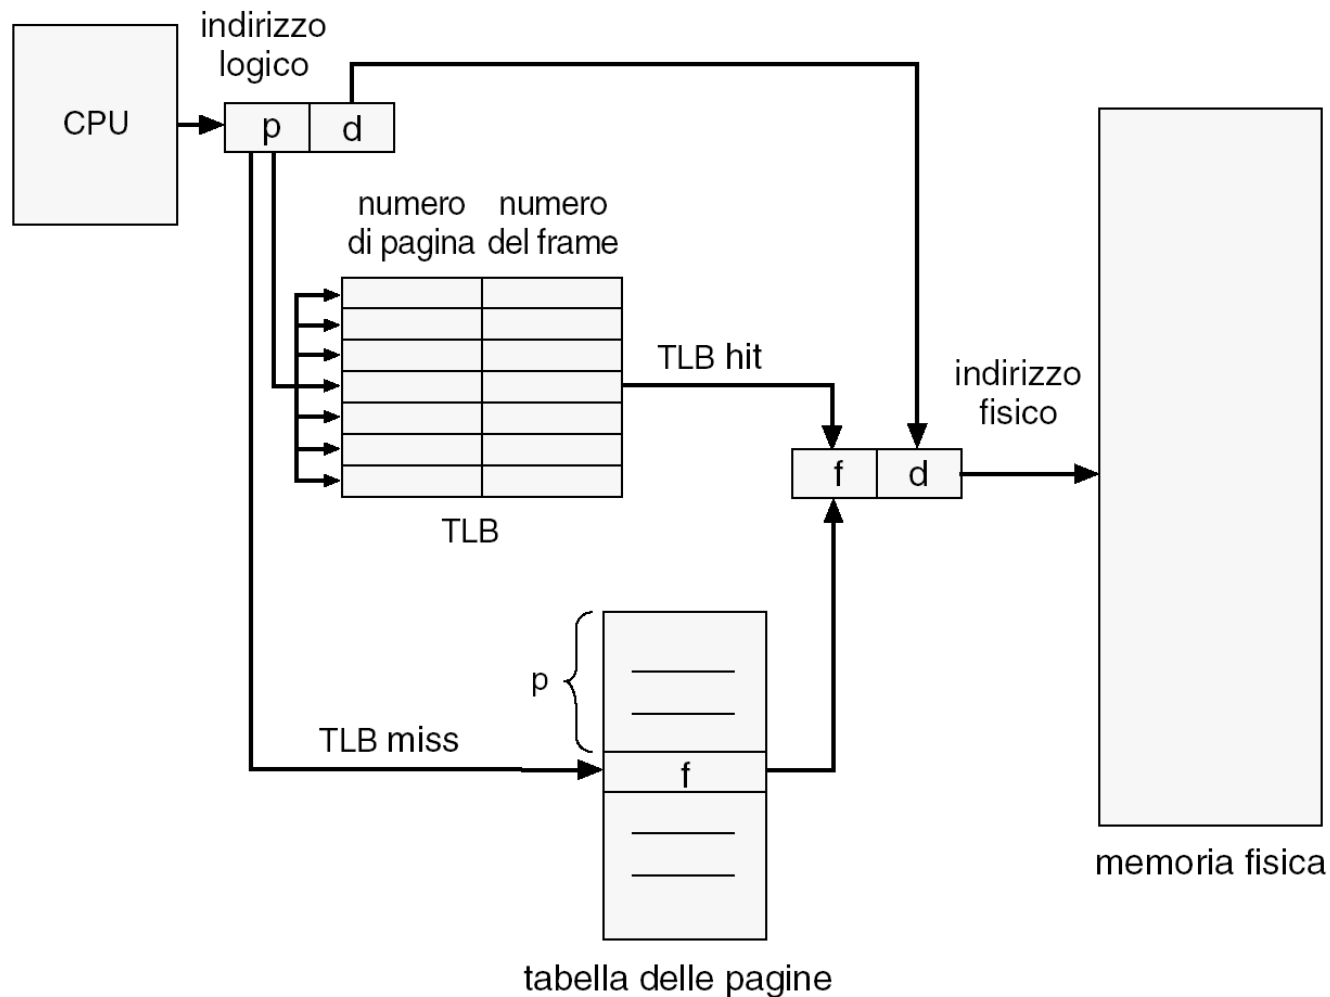 indirizzo
logico
CPU
p
d
numero
di pagina
numero
del frame
TLB hit
indirizzo
fisico
f
d
TLB
p
TLB miss
f
memoria fisica
tabella delle pagine